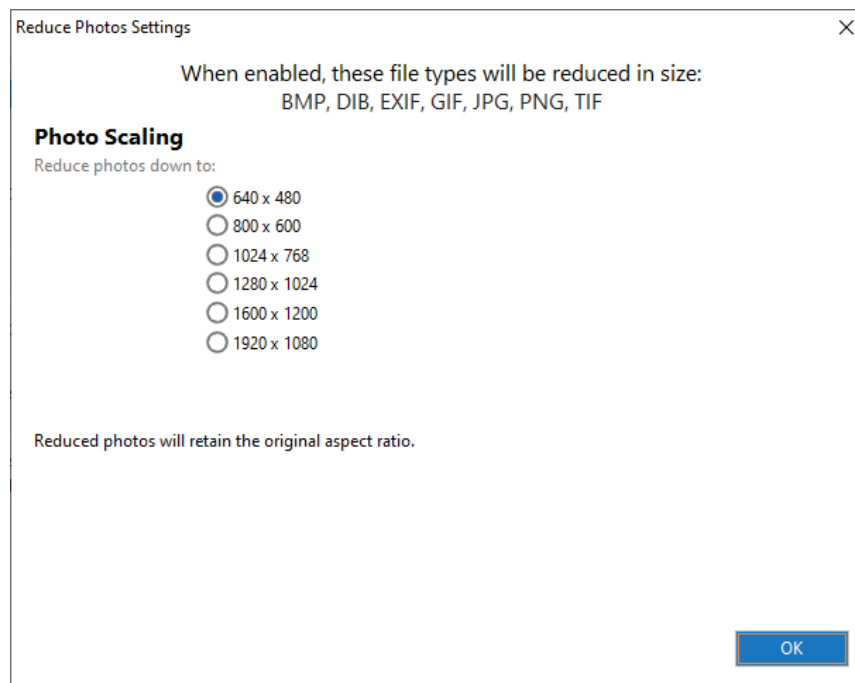 Reduce Photos Settings
When enabled, these file types will be reduced in size:
BMP, DIB, EXIF, GIF, JPG, PNG, TIF
Photo Scaling
Reduce photos down to:
640 x 480
800 x 600
1024 x 768
1280 x 1024
1600 x 1200
1920 x 1080
Reduced photos will retain the original aspect ratio.
OK